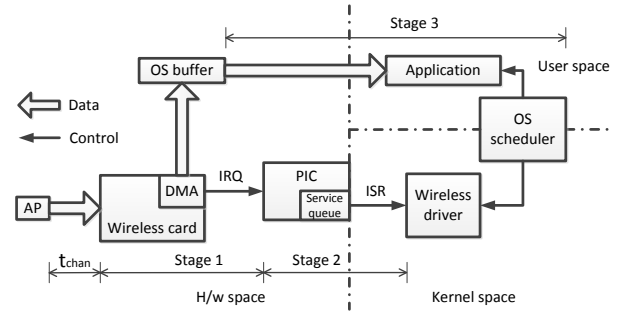 Stage 3
OS buffer
Application
User space
Data
Control
OS
scheduler
IRQ
PIC
ISR
DMA
Service
queue
Wireless
driver
AP
Wireless card
tchan
Stage 1
Stage 2
H/w space
Kernel space